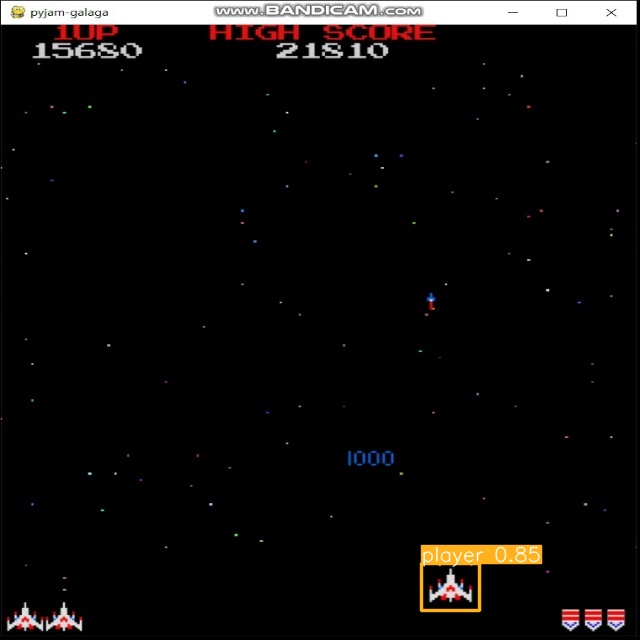 pyjam-galaga
www.BANDICAM.com
1UP HIGH SCORE
15680 21810
1000
player 0.85